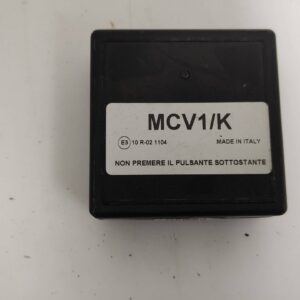 MCV1/K
E3 10 R-02 1104 MADE IN ITALY
NON PREMERE IL PULSANTE SOTTOSTANTE